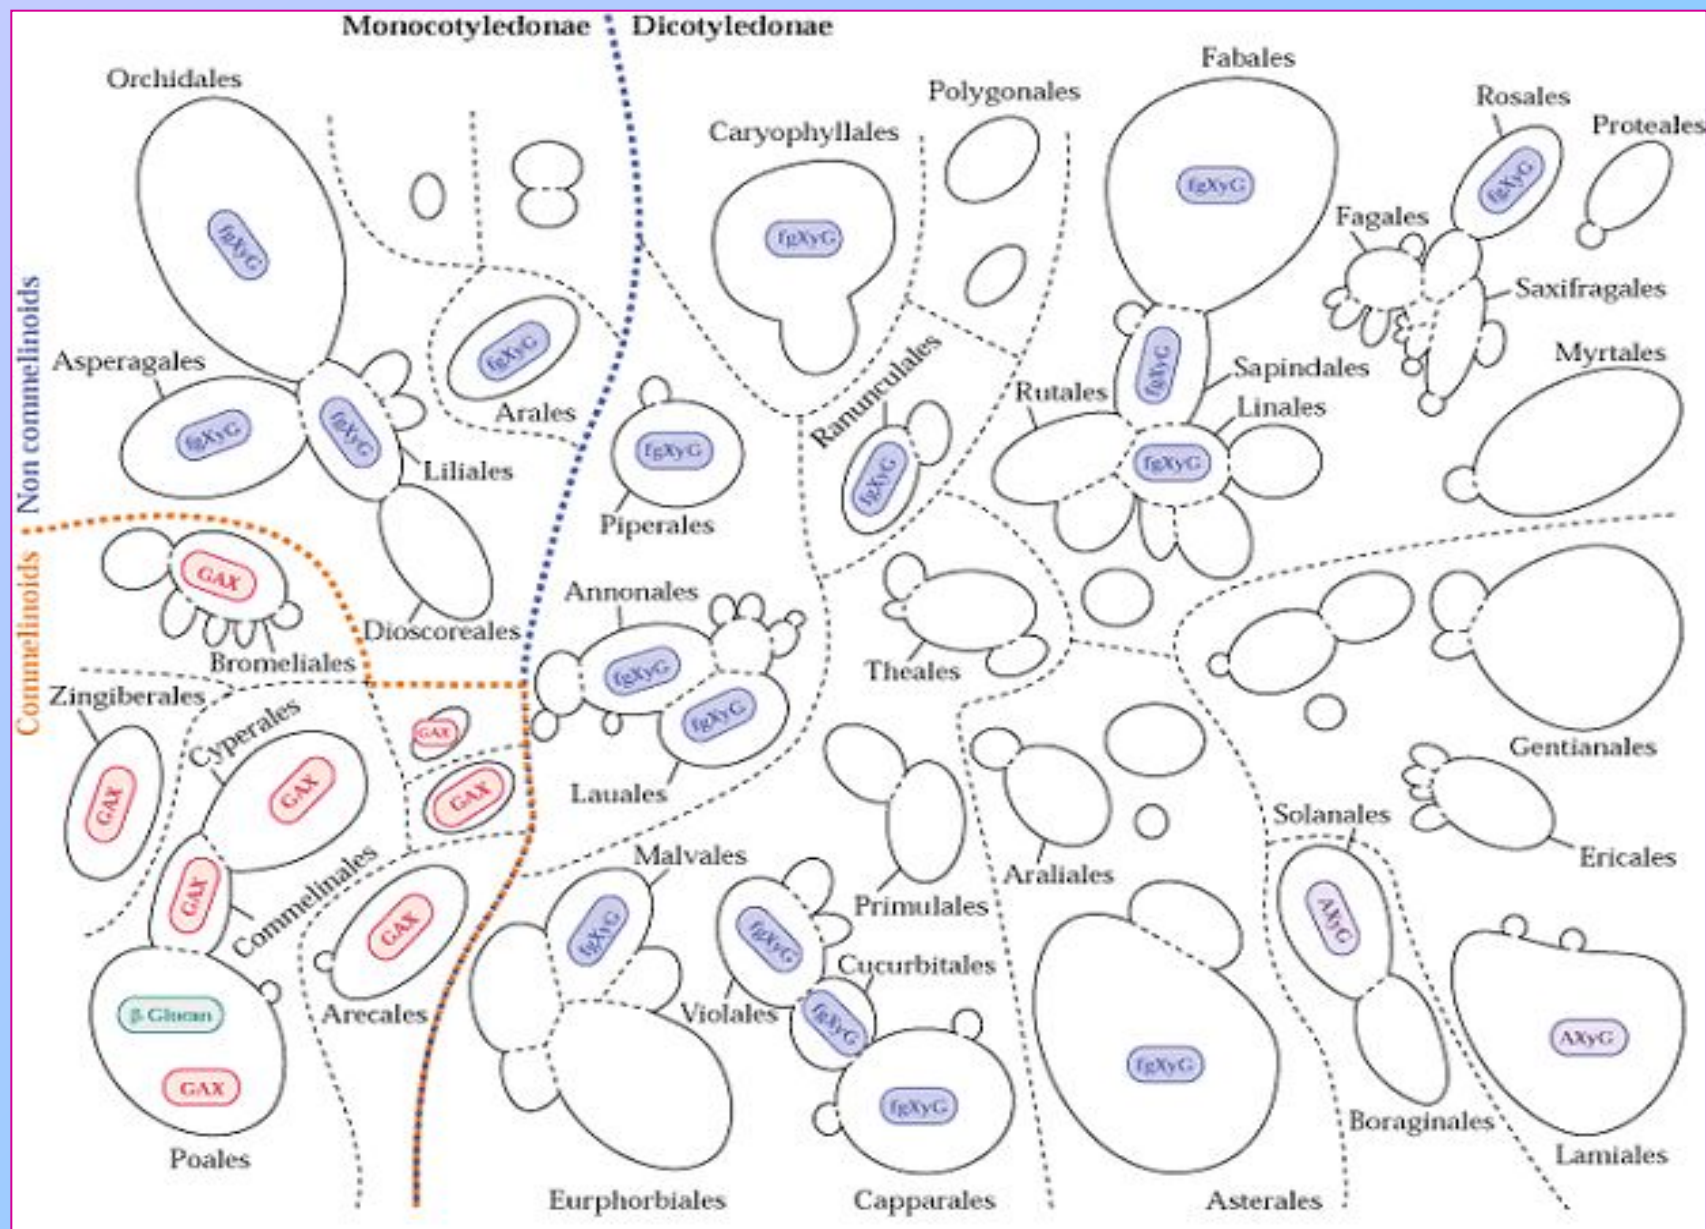 Monocotyledonae
Dicotyledonae
Orchidales
fgXyG
Asperagales
fgXyG
fgXyG
Liliales
Arales
fgXyG
Dioscoreales
Non commelinoids
Commelinoids
GAX
Bromeliales
Zingiberales
GAX
Cyperales
GAX
GAX
GAX
GAX
Commelinales
GAX
Arecales
β Glucan
GAX
Poales
Caryophyllales
fgXyG
Polygonales
Fabales
fgXyG
Rosales
fgXyG
Proteales
Fagales
Saxifragales
Myrtales
Ranunculales
fgXyG
Rutales
fgXyG
Sapindales
Linales
fgXyG
fgXyG
Piperales
Annonales
fgXyG
fgXyG
Lauales
Theales
Gentianales
Ericales
Solanales
AXyG
Boraginales
AXyG
Lamiales
Araliales
Primulales
Malvales
fgXyG
fgXyG
Violales
Cucurbitales
fgXyG
fgXyG
Eurphorbiales
Capparales
fgXyG
Asterales